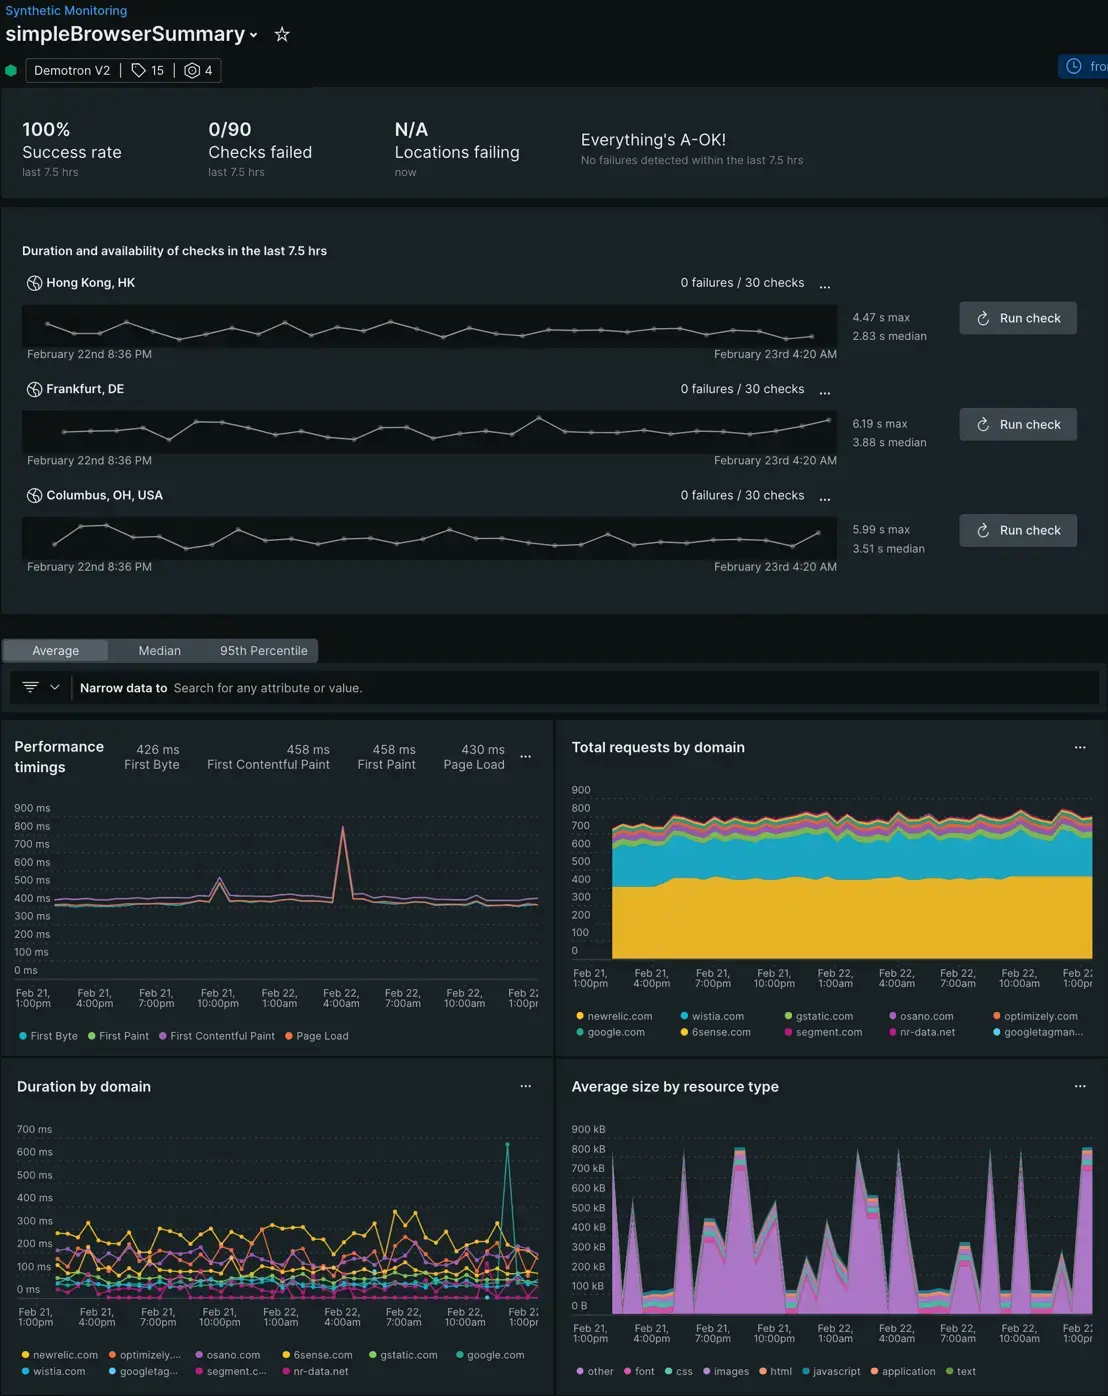 Synthetic Monitoring
simpleBrowserSummary
Demotron V2 | 15 | 4
fro
100%
Success rate
last 7.5 hrs
0/90
Checks failed
last 7.5 hrs
N/A
Locations failing
now
Everything's A-OK!
No failures detected within the last 7.5 hrs
Duration and availability of checks in the last 7.5 hrs
Hong Kong, HK
0 failures / 30 checks ...
4.47 s max
2.83 s median
Run check
February 22nd 8:36 PM
February 23rd 4:20 AM
Frankfurt, DE
0 failures / 30 checks ...
6.19 s max
3.88 s median
Run check
February 22nd 8:36 PM
February 23rd 4:20 AM
Columbus, OH, USA
0 failures / 30 checks ...
5.99 s max
3.51 s median
Run check
February 22nd 8:36 PM
February 23rd 4:20 AM
Average Median 95th Percentile
Narrow data to Search for any attribute or value.
Performance
timings
426 ms
First Byte
458 ms
First Contentful Paint
458 ms
First Paint
430 ms
Page Load
...
900 ms
800 ms
700 ms
600 ms
500 ms
400 ms
300 ms
200 ms
100 ms
0 ms
Feb 21, Feb 21, Feb 21, Feb 21, Feb 22, Feb 22, Feb 22, Feb 22, Feb 2:
1:00pm 4:00pm 7:00pm 10:00pm 1:00am 4:00am 7:00am 10:00am 1:00p
First Byte First Paint First Contentful Paint Page Load
Total requests by domain ...
900
800
700
600
500
400
300
200
100
0
Feb 21, Feb 21, Feb 21, Feb 21, Feb 22, Feb 22, Feb 22, Feb 22, Feb 2:
1:00pm 4:00pm 7:00pm 10:00pm 1:00am 4:00am 7:00am 10:00am 1:00p
newrelic.com wistia.com gstatic.com osano.com optimizely.com
google.com 6sense.com segment.com nr-data.net googletagman...
Duration by domain ...
700 ms
600 ms
500 ms
400 ms
300 ms
200 ms
100 ms
0 ms
Feb 21, Feb 21, Feb 21, Feb 21, Feb 22, Feb 22, Feb 22, Feb 22, Feb 2:
1:00pm 4:00pm 7:00pm 10:00pm 1:00am 4:00am 7:00am 10:00am 1:00p
newrelic.com optimizely.... osano.com 6sense.com gstatic.com google.com
wistia.com googletag... segment.c... nr-data.net
Average size by resource type ...
900 kB
800 kB
700 kB
600 kB
500 kB
400 kB
300 kB
200 kB
100 kB
0 B
Feb 21, Feb 21, Feb 21, Feb 21, Feb 22, Feb 22, Feb 22, Feb 22, Feb 2:
1:00pm 4:00pm 7:00pm 10:00pm 1:00am 4:00am 7:00am 10:00am 1:00p
other font css images html javascript application text